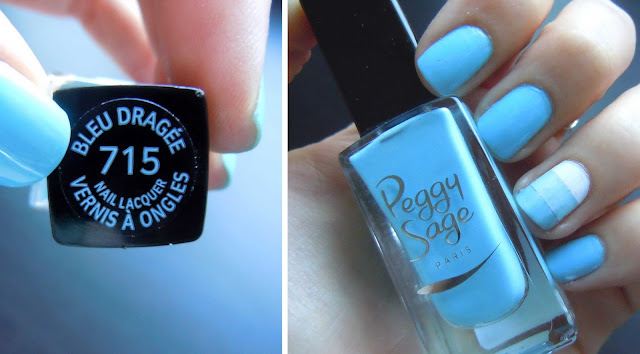 BLEU DRAGÉE
715
NAIL LACQUER
VERNIS À ONGLES
Peggy
Sage
PARIS